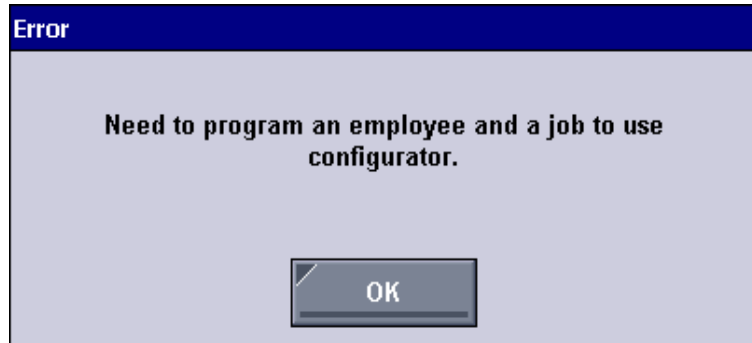 Error
Need to program an employee and a job to use
configurator.
OK